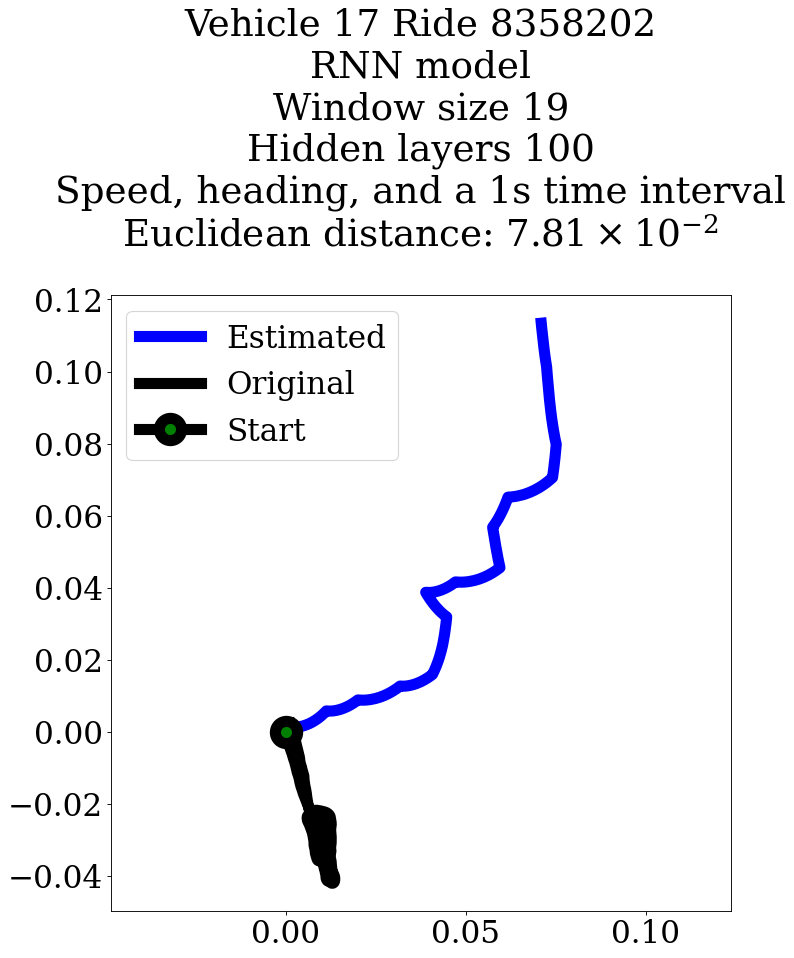 Vehicle 17 Ride 8358202
RNN model
Window size 19
Hidden layers 100
Speed, heading, and a 1s time interval
Euclidean distance: 7.81 × 10⁻²
0.12
0.10
0.08
0.06
0.04
0.02
0.00
−0.02
−0.04
Estimated
Original
Start
0.00 0.05 0.10